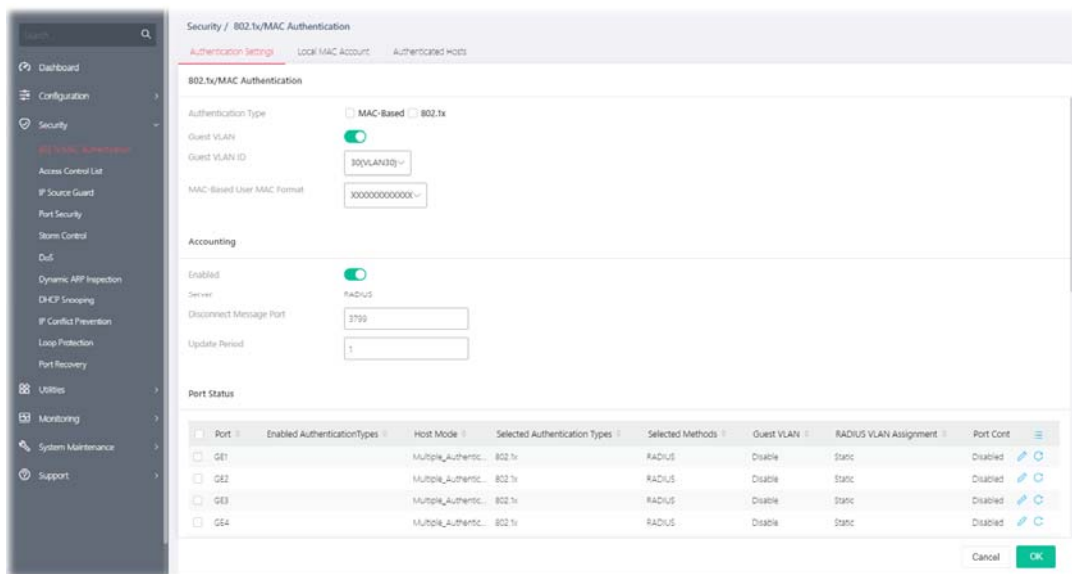 Search
Dashboard
Configuration
Security
802.1x/MAC Authentication
Access Control List
IP Source Guard
Port Security
Storm Control
DoS
Dynamic ARP Inspection
DHCP Snooping
IP Conflict Prevention
Loop Protection
Port Recovery
Utilities
Monitoring
System Maintenance
Support
Security / 802.1x/MAC Authentication
Authentication Settings Local MAC Account Authenticated Hosts
802.1x/MAC Authentication
Authentication Type MAC-Based 802.1x
Guest VLAN
Guest VLAN ID 30(VLAN30)
MAC-Based User MAC Format XXXXXXXXXXXX
Accounting
Enabled
Server RADIUS
Disconnect Message Port 3799
Update Period 1
Port Status
Port Enabled AuthenticationTypes Host Mode Selected Authentication Types Selected Methods Guest VLAN RADIUS VLAN Assignment Port Cont
GE1 Multiple_Authentic... 802.1x RADIUS Disable Static Disabled
GE2 Multiple_Authentic... 802.1x RADIUS Disable Static Disabled
GE3 Multiple_Authentic... 802.1x RADIUS Disable Static Disabled
GE4 Multiple_Authentic... 802.1x RADIUS Disable Static Disabled
Cancel OK